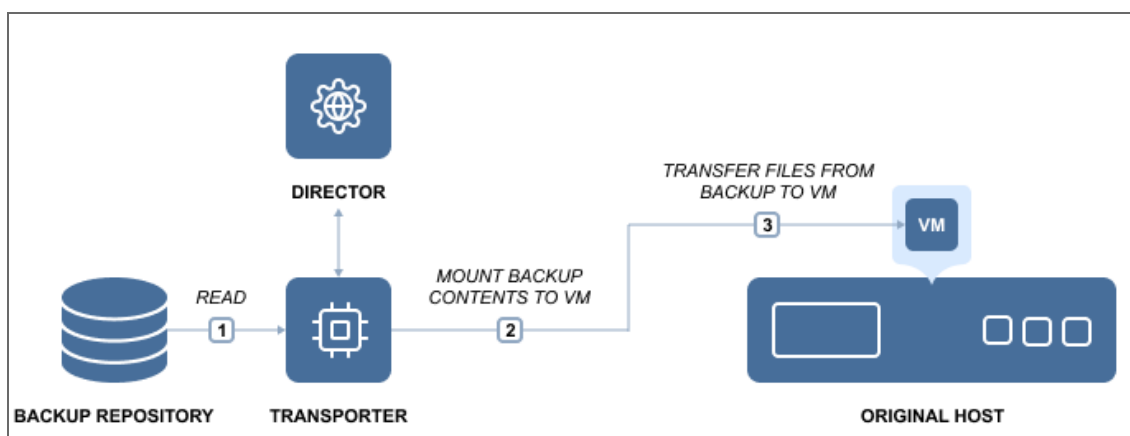 DIRECTOR
TRANSFER FILES FROM
BACKUP TO VM
3
VM
READ
1
MOUNT BACKUP
CONTENTS TO VM
2
BACKUP REPOSITORY
TRANSPORTER
ORIGINAL HOST